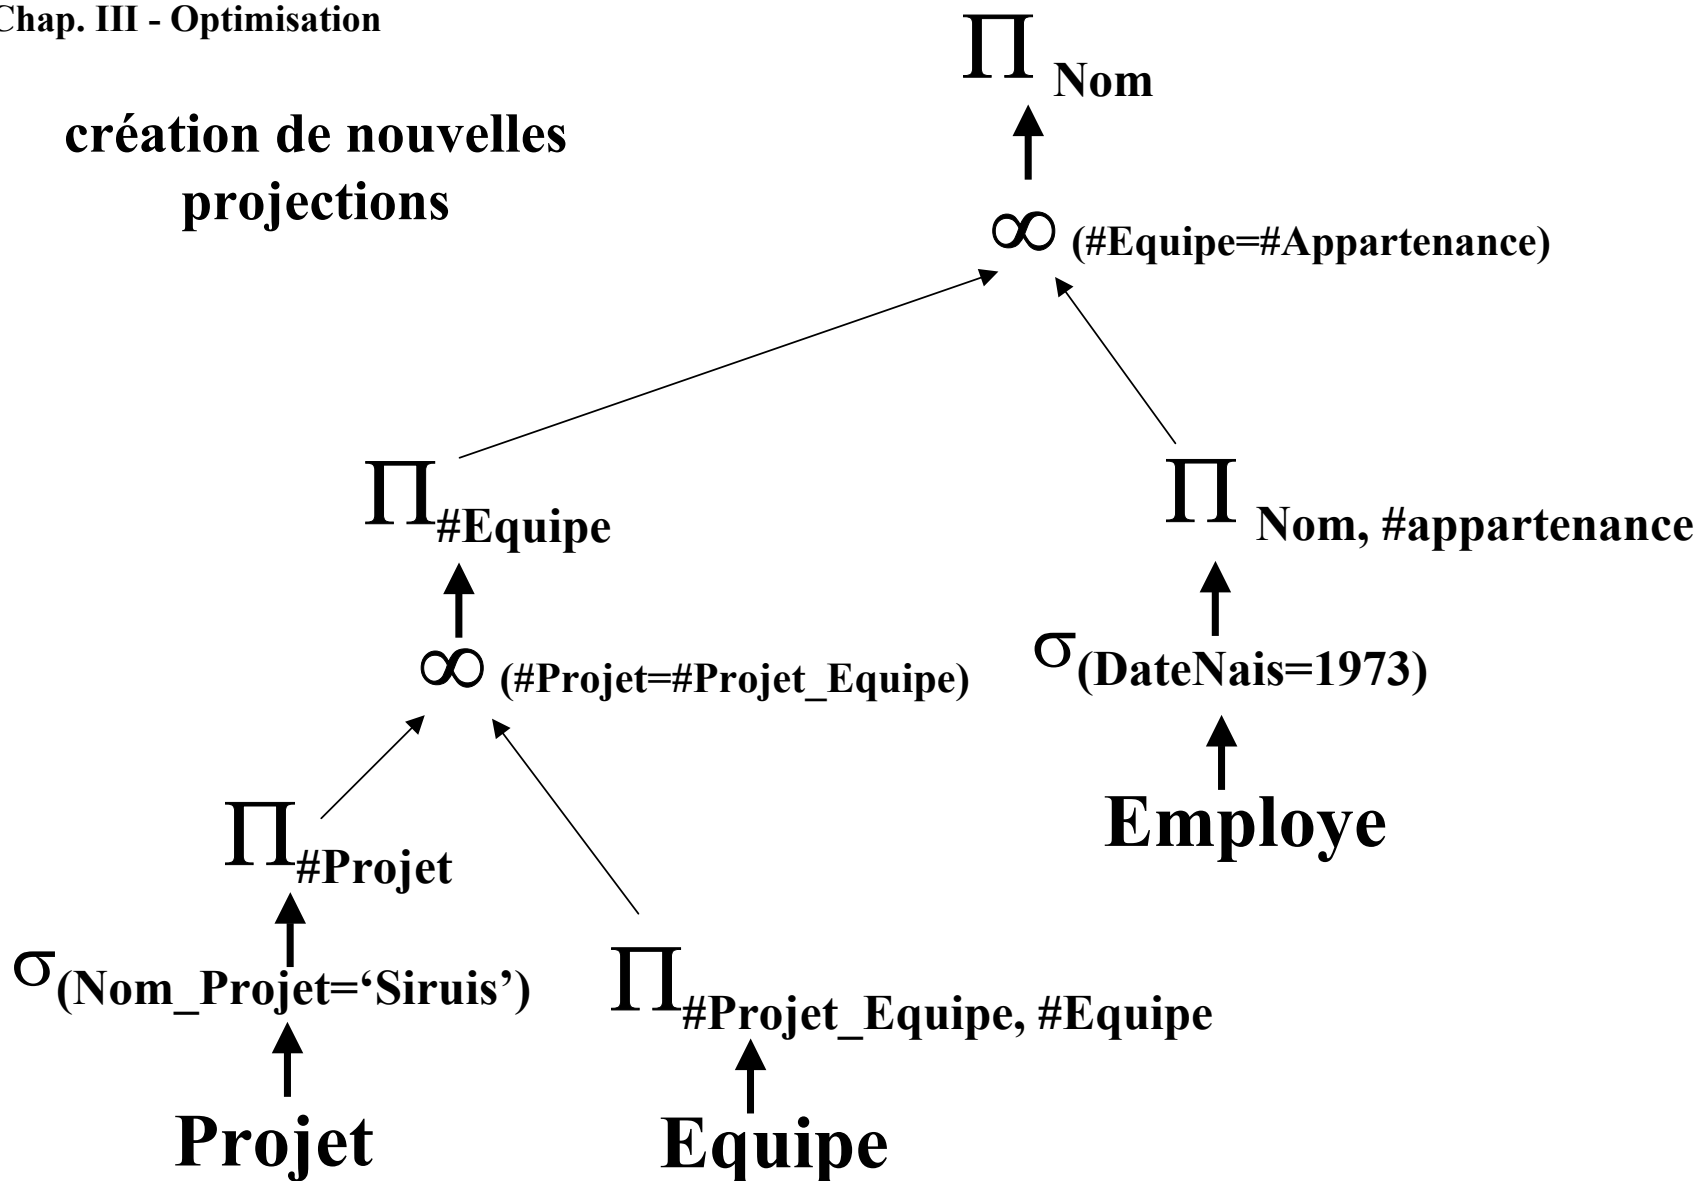 Chap. III - Optimisation
création de nouvelles
projections
Π Nom
∞ (#Equipe=#Appartenance)
Π#Equipe
Π Nom, #appartenance
∞ (#Projet=#Projet_Equipe)
σ(DateNais=1973)
Employe
Π#Projet
σ(Nom_Projet=‘Siruis’)
Π#Projet_Equipe, #Equipe
Projet
Equipe